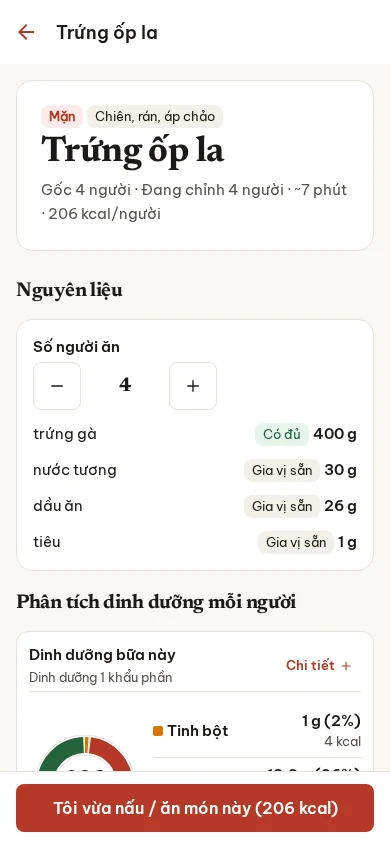 Trứng ốp la
Mặn Chiên, rán, áp chảo
Trứng ốp la
Gốc 4 người · Đang chỉnh 4 người · ~7 phút
· 206 kcal/người
Nguyên liệu
Số người ăn
− 4 +
trứng gà Có đủ 400 g
nước tương Gia vị sẵn 30 g
dầu ăn Gia vị sẵn 26 g
tiêu Gia vị sẵn 1 g
Phân tích dinh dưỡng mỗi người
Dinh dưỡng bữa này
Dinh dưỡng 1 khẩu phần
Chi tiết +
Tinh bột 1 g (2%)
4 kcal
Tôi vừa nấu / ăn món này (206 kcal)